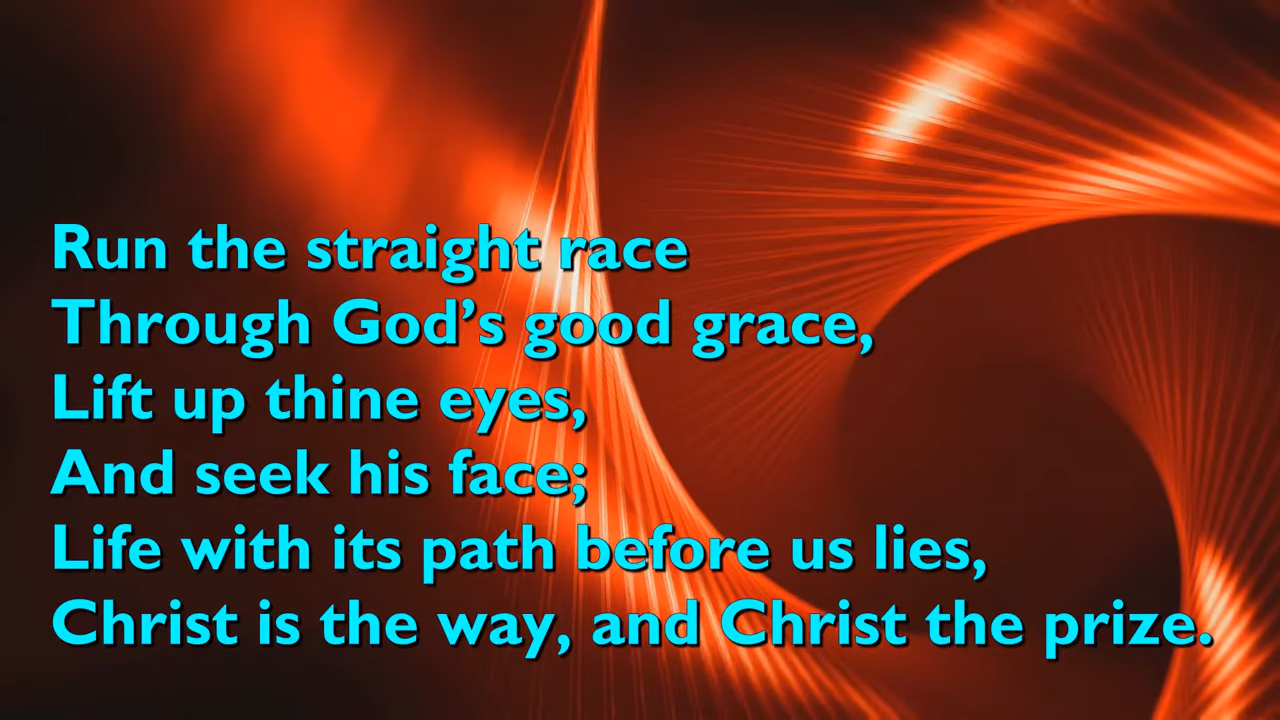 Run the straight race
Through God’s good grace,
Lift up thine eyes,
And seek his face;
Life with its path before us lies,
Christ is the way, and Christ the prize.